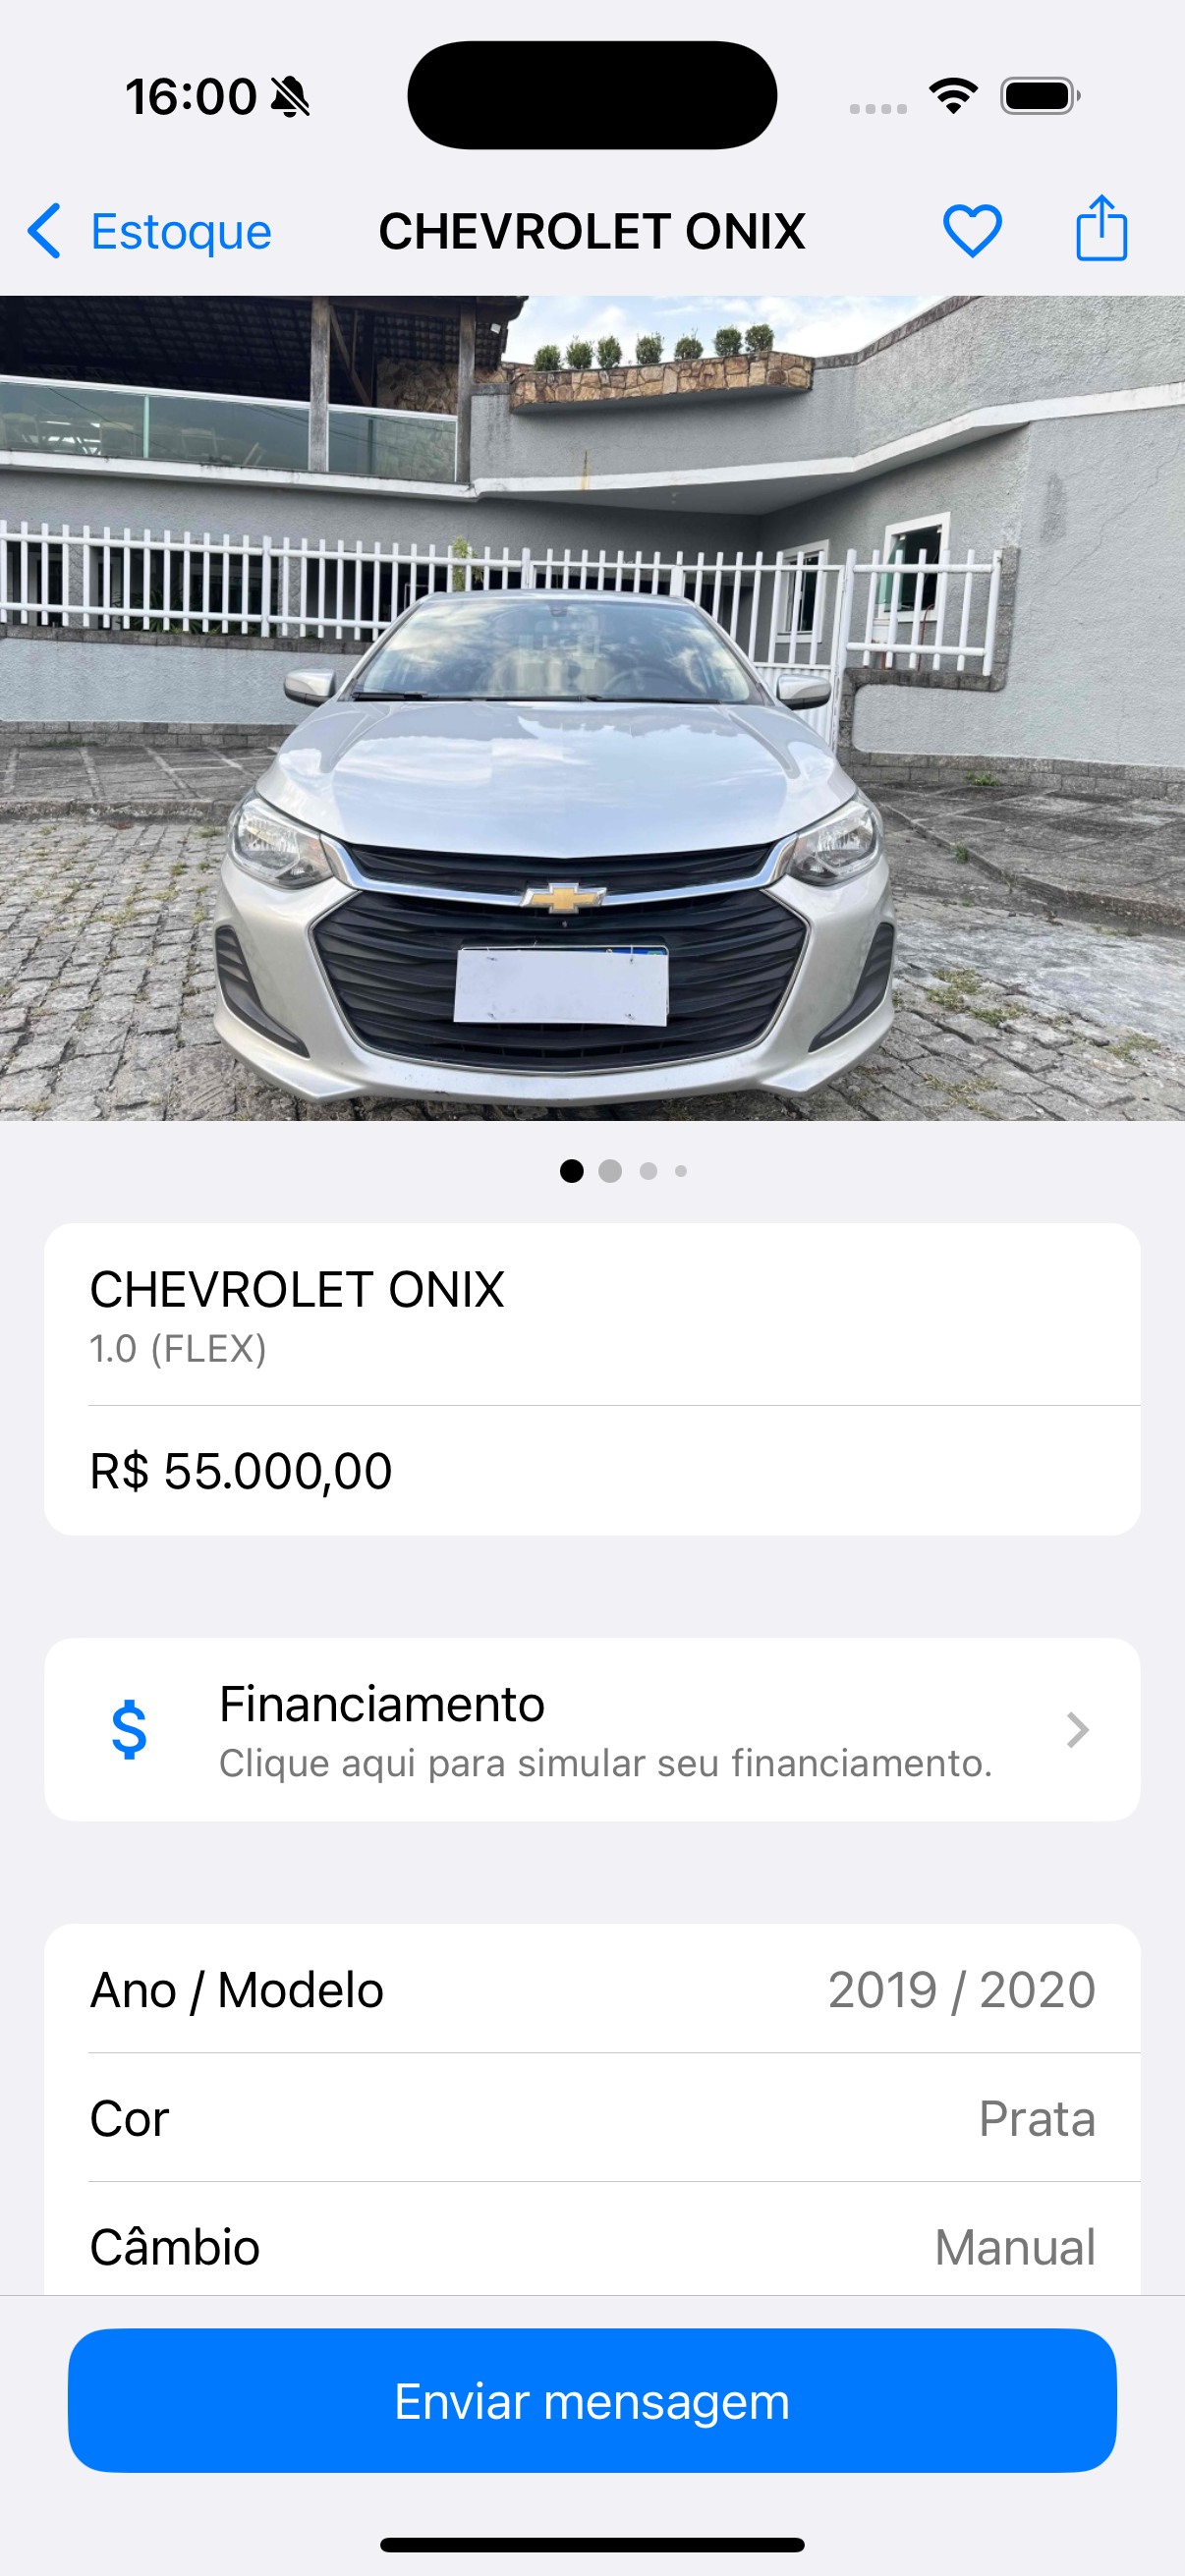 16:00
Estoque
CHEVROLET ONIX
CHEVROLET ONIX
1.0 (FLEX)
R$ 55.000,00
$
Financiamento
Clique aqui para simular seu financiamento.
Ano / Modelo
2019 / 2020
Cor
Prata
Câmbio
Manual
Enviar mensagem